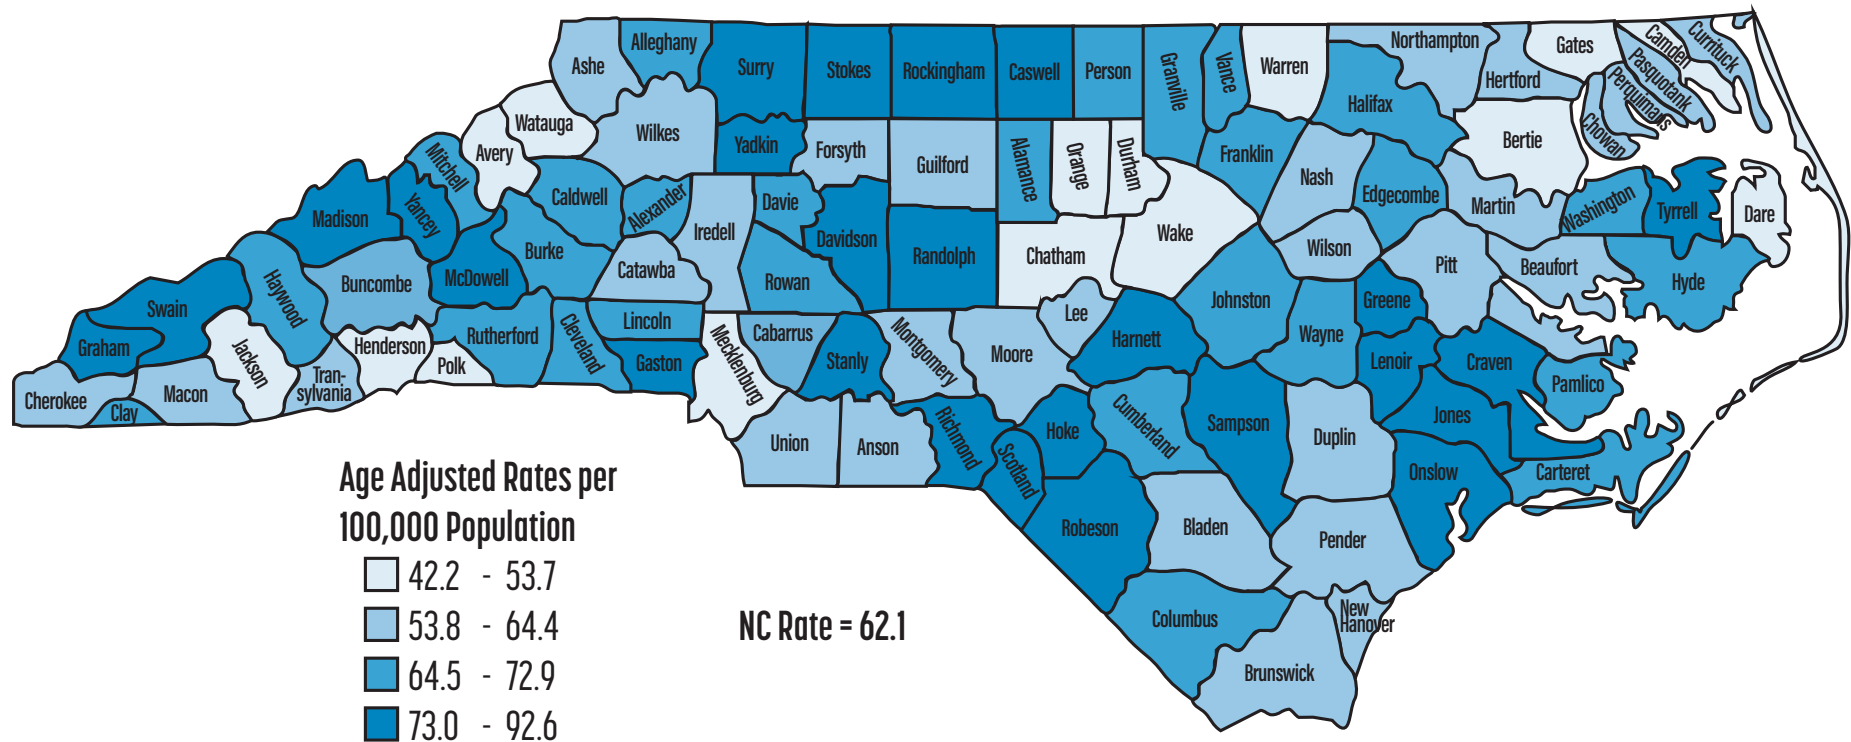 Ashe
Alleghany
Surry
Stokes
Rockingham
Caswell
Person
Granville
Vance
Warren
Northampton
Hertford
Gates
Camden
Currituck
Pasquotank
Perquimans
Chowan
Halifax
Bertie
Watauga
Avery
Wilkes
Yadkin
Forsyth
Guilford
Alamance
Orange
Durham
Franklin
Nash
Edgecombe
Martin
Washington
Tyrrell
Dare
Mitchell
Yancey
Madison
Caldwell
Alexander
Iredell
Davie
Davidson
Randolph
Chatham
Wake
Wilson
Pitt
Beaufort
Hyde
Haywood
Buncombe
McDowell
Burke
Catawba
Rowan
Johnston
Greene
Swain
Graham
Jackson
Henderson
Polk
Rutherford
Cleveland
Lincoln
Gaston
Mecklenburg
Cabarrus
Stanly
Montgomery
Moore
Lee
Harnett
Wayne
Lenoir
Craven
Pamlico
Cherokee
Clay
Macon
Tran-
sylvania
Union
Anson
Richmond
Scotland
Hoke
Cumberland
Sampson
Duplin
Jones
Onslow
Carteret
Robeson
Bladen
Pender
Columbus
New
Hanover
Brunswick
Age Adjusted Rates per
100,000 Population
42.2 - 53.7
53.8 - 64.4
64.5 - 72.9
73.0 - 92.6
NC Rate = 62.1